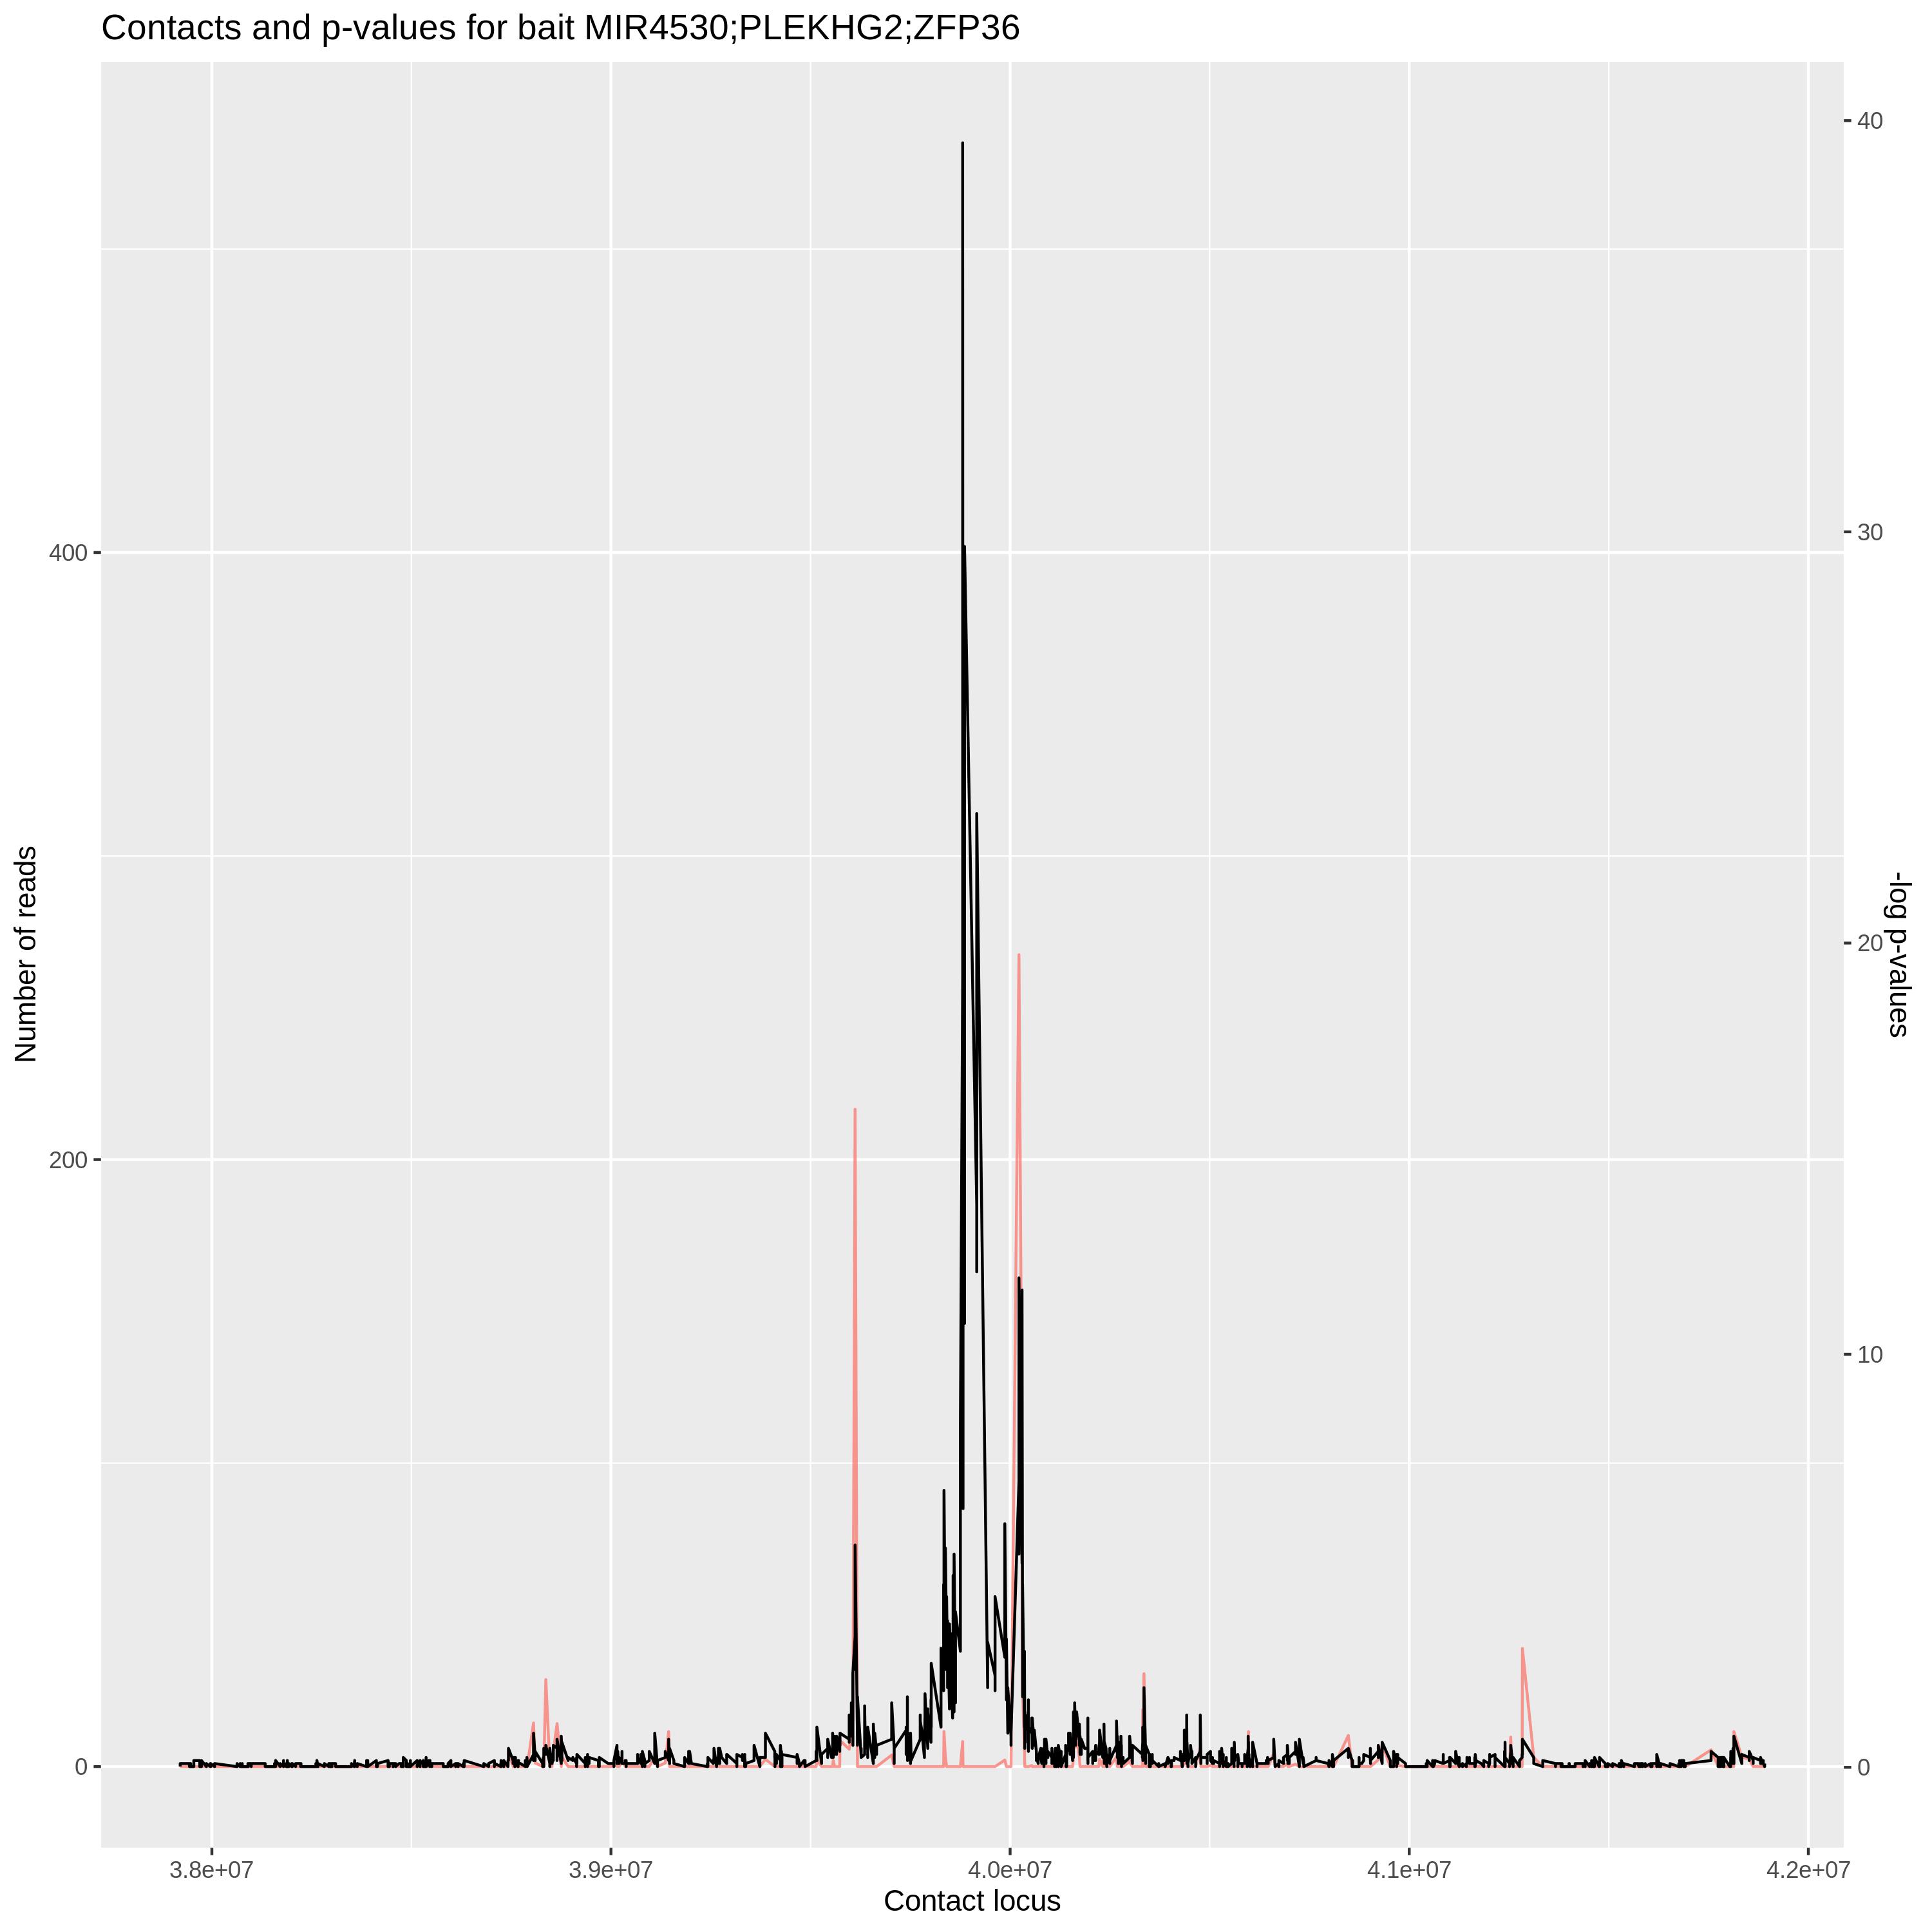 Contacts and p-values for bait MIR4530;PLEKHG2;ZFP36
40
30
400
20
200
10
0
0
Number of reads
-log p-values
3.8e+07
3.9e+07
4.0e+07
4.1e+07
4.2e+07
Contact locus